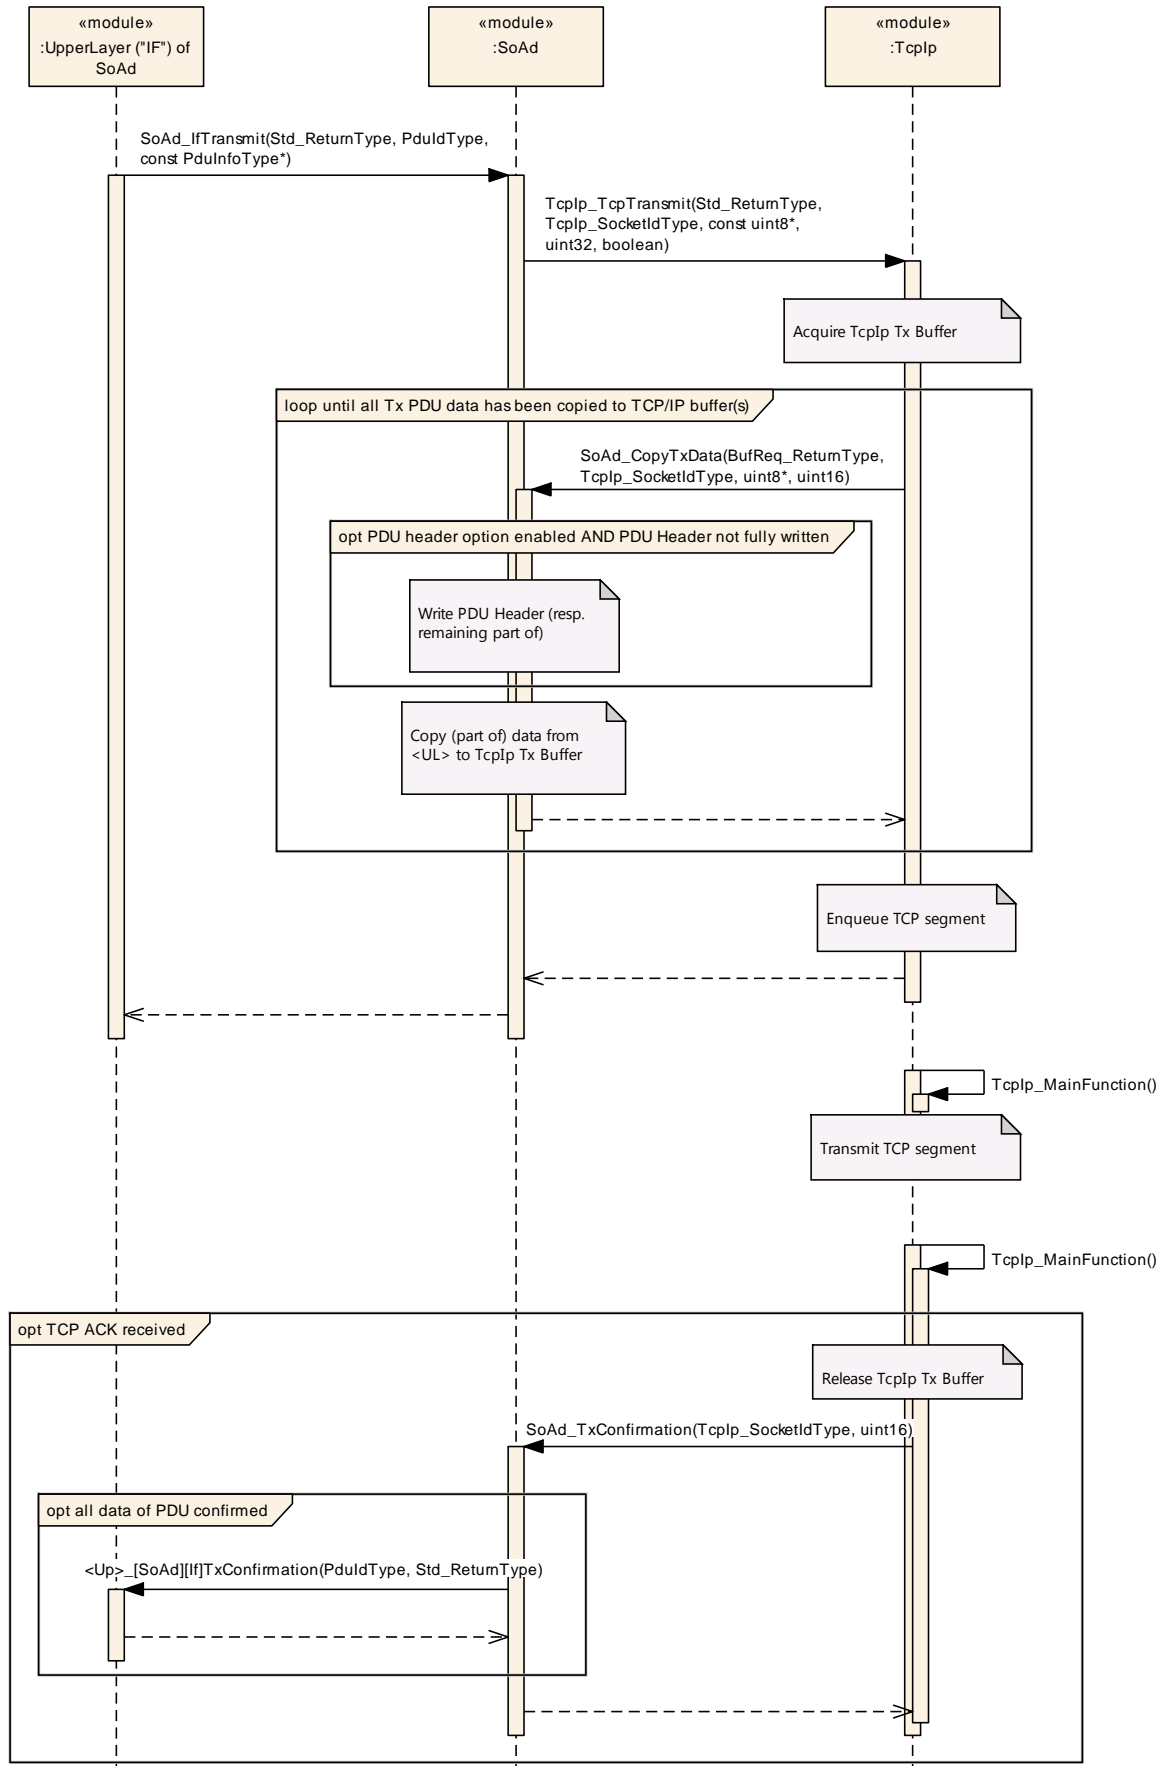 «module»
:UpperLayer ("IF") of
SoAd
«module»
:SoAd
«module»
:TcpIp
SoAd_IfTransmit(Std_ReturnType, PduIdType,
const PduInfoType*)
TcpIp_TcpTransmit(Std_ReturnType,
TcpIp_SocketIdType, const uint8*,
uint32, boolean)
Acquire TcpIp Tx Buffer
loop until all Tx PDU data has been copied to TCP/IP buffer(s)
SoAd_CopyTxData(BufReq_ReturnType,
TcpIp_SocketIdType, uint8*, uint16)
opt PDU header option enabled AND PDU Header not fully written
Write PDU Header (resp.
remaining part of)
Copy (part of) data from
<UL> to TcpIp Tx Buffer
Enqueue TCP segment
TcpIp_MainFunction()
Transmit TCP segment
TcpIp_MainFunction()
opt TCP ACK received
Release TcpIp Tx Buffer
SoAd_TxConfirmation(TcpIp_SocketIdType, uint16)
opt all data of PDU confirmed
<Up>_[SoAd][If]TxConfirmation(PduIdType, Std_ReturnType)